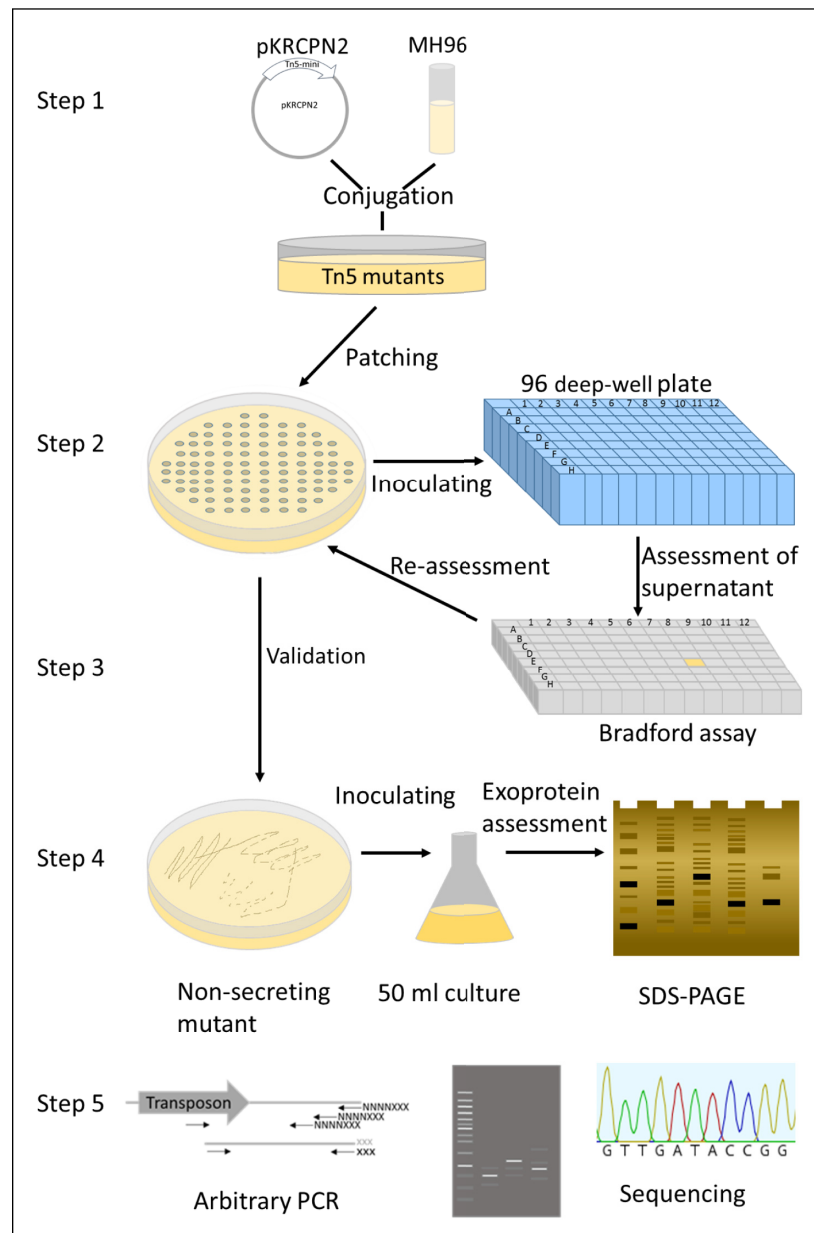 pKRCPN2
MH96
Tn5-mini
pKRCPN2
Step 1
Conjugation
Tn5 mutants
Patching
96 deep-well plate
1 2 3 4 5 6 7 8 9 10 11 12
A
B
C
D
E
F
G
H
Step 2
Inoculating
Re-assessment
Assessment of
supernatant
1 2 3 4 5 6 7 8 9 10 11 12
A
B
C
D
E
F
G
H
Step 3
Validation
Bradford assay
Inoculating
Exoprotein
assessment
Step 4
Non-secreting
mutant
50 ml culture
SDS-PAGE
Step 5
Transposon
NNNNXXX
NNNNXXX
NNNNXXX
XXX
XXX
G T T G A T A C C G G
Arbitrary PCR
Sequencing